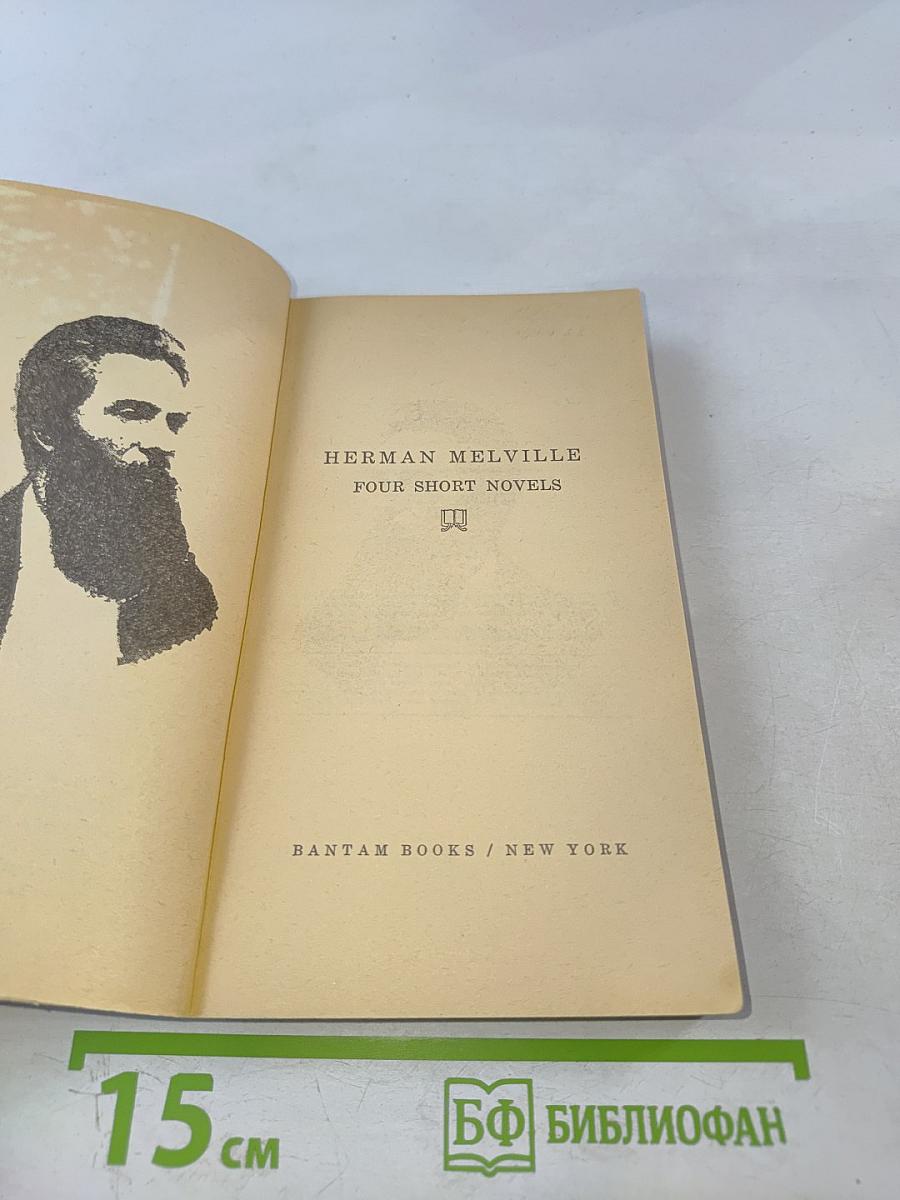 HERMAN MELVILLE
FOUR SHORT NOVELS
BANTAM BOOKS / NEW YORK
15 см
БФ БИБЛИОФАН